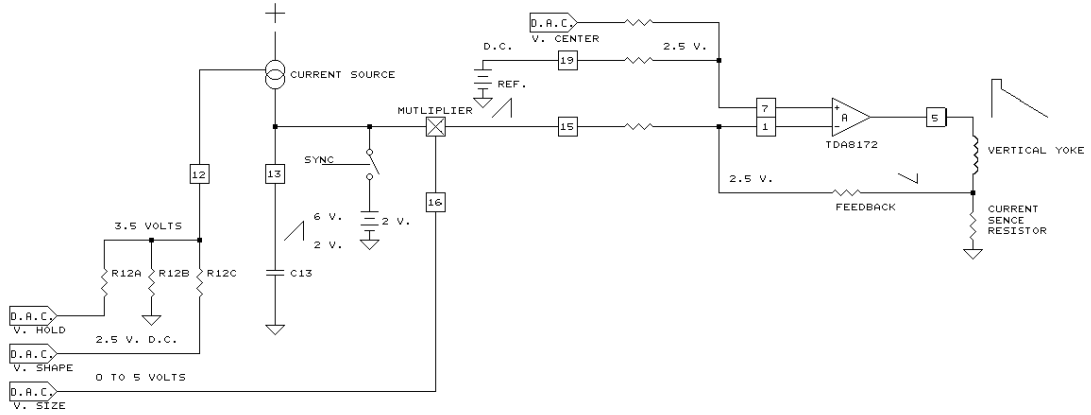 D.A.C.
V. CENTER
D.C.
2.5 V.
19
CURRENT SOURCE
REF.
MUTLIPLIER
7
+
A
5
15
1
-
TDA8172
SYNC
VERTICAL YOKE
12
13
2.5 V.
16
FEEDBACK
6 V.
2 V.
CURRENT
SENCE
RESISTOR
3.5 VOLTS
2 V.
R12A
R12B
R12C
C13
D.A.C.
V. HOLD
2.5 V. D.C.
D.A.C.
V. SHAPE
0 TO 5 VOLTS
D.A.C.
V. SIZE